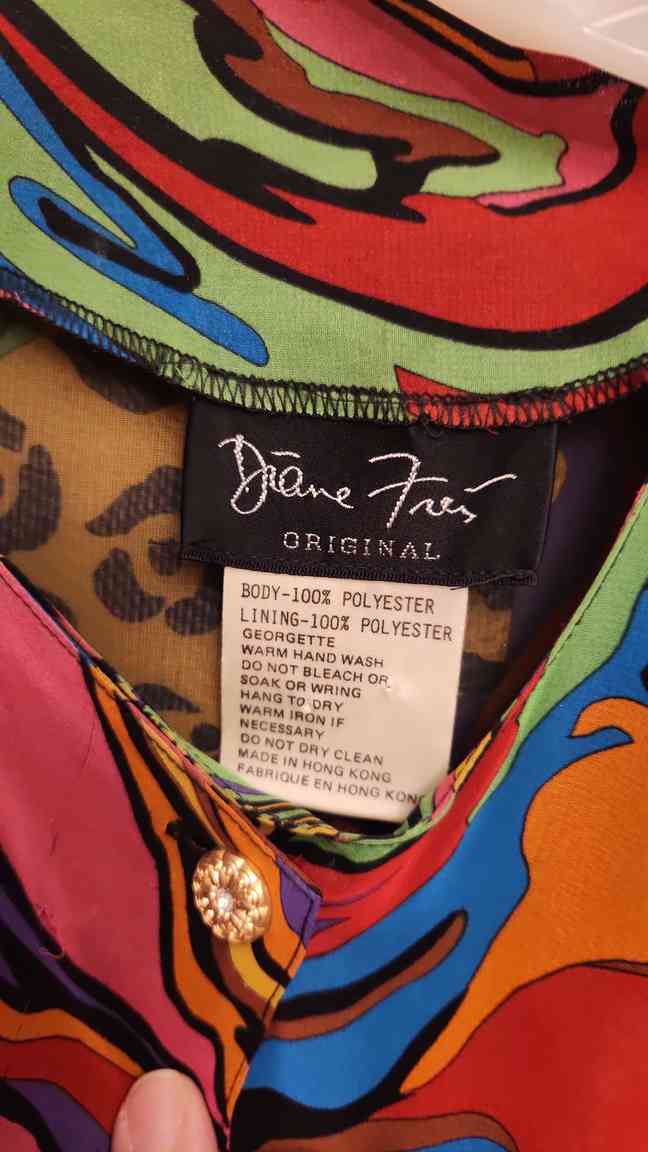 Diane Freis
ORIGINAL
BODY-100% POLYESTER
LINING-100% POLYESTER
GEORGETTE
WARM HAND WASH
DO NOT BLEACH OR
SOAK OR WRING
HANG TO DRY
WARM IRON IF
NECESSARY
DO NOT DRY CLEAN
MADE IN HONG KONG
FABRIQUE EN HONG KON